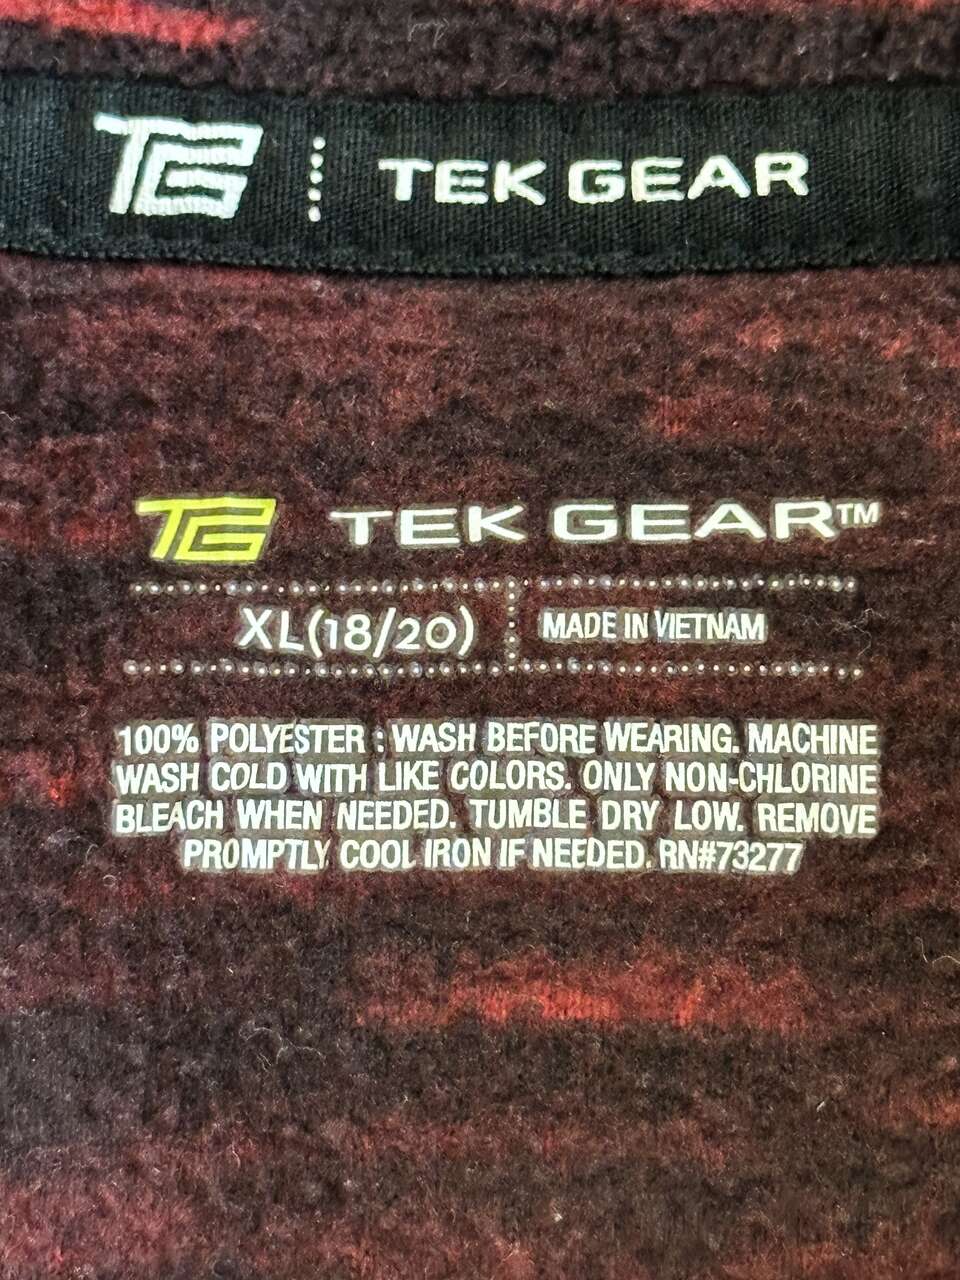 TG TEK GEAR
TG TEK GEAR™
XL(18/20) MADE IN VIETNAM
100% POLYESTER : WASH BEFORE WEARING. MACHINE
WASH COLD WITH LIKE COLORS. ONLY NON-CHLORINE
BLEACH WHEN NEEDED. TUMBLE DRY LOW. REMOVE
PROMPTLY COOL IRON IF NEEDED. RN#73277